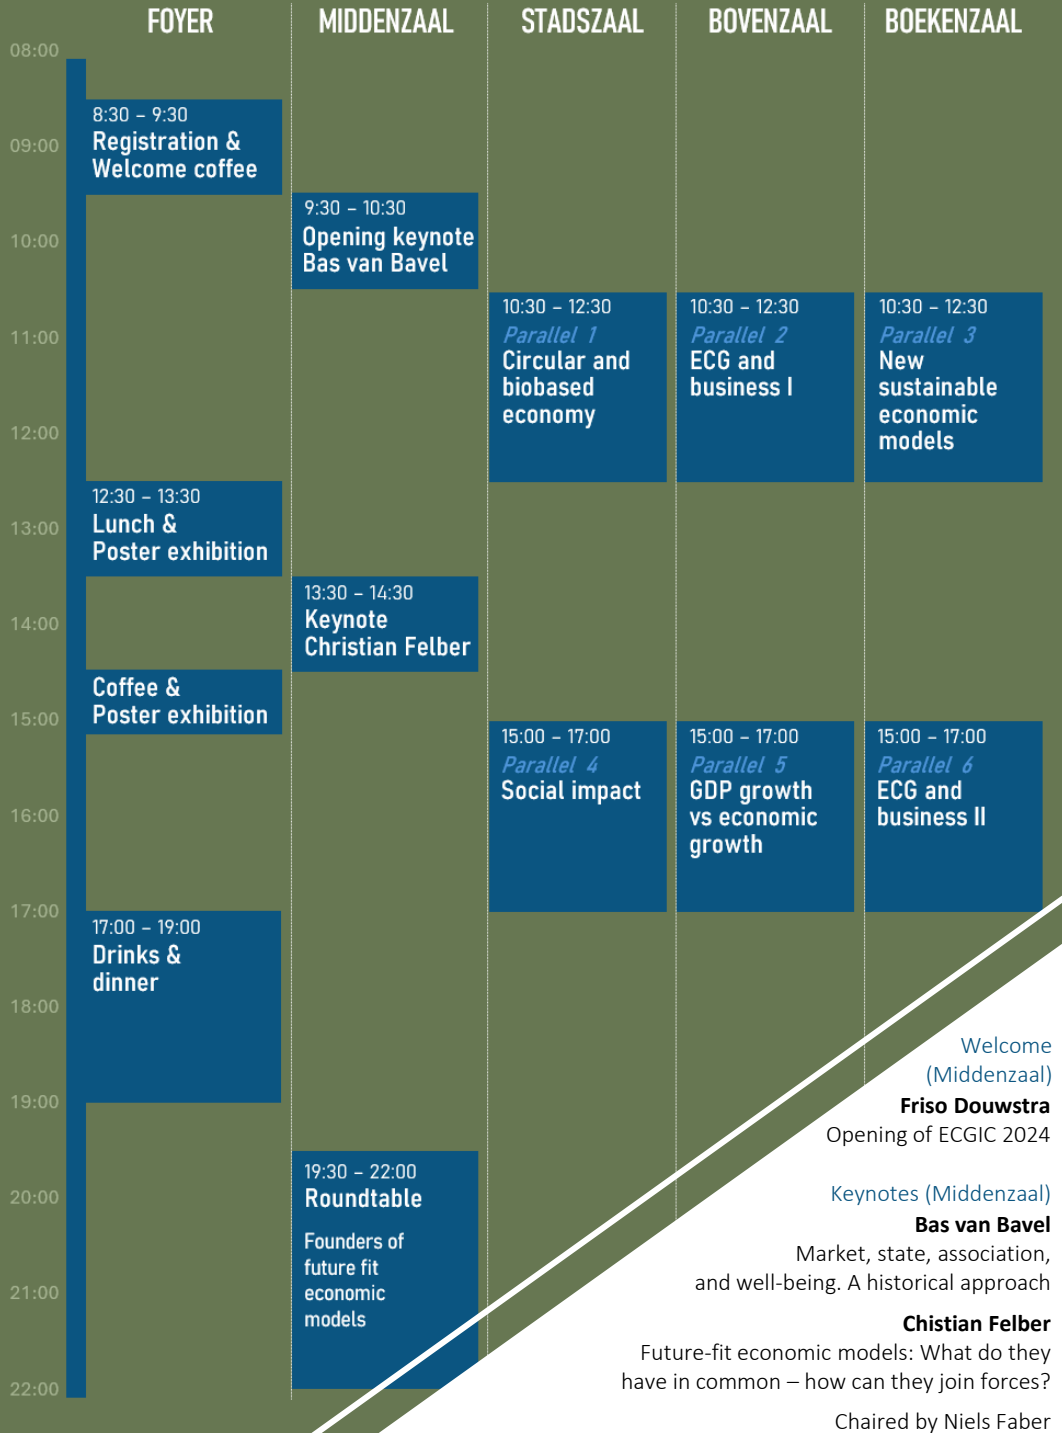 FOYER
MIDDENZAAL
STADSZAAL
BOVENZAAL
BOEKENZAAL
08:00
09:00
10:00
11:00
12:00
13:00
14:00
15:00
16:00
17:00
18:00
19:00
20:00
21:00
22:00
8:30 – 9:30
Registration &
Welcome coffee
12:30 – 13:30
Lunch &
Poster exhibition
Coffee &
Poster exhibition
17:00 – 19:00
Drinks &
dinner
9:30 – 10:30
Opening keynote
Bas van Bavel
13:30 – 14:30
Keynote
Christian Felber
19:30 – 22:00
Roundtable
Founders of
future fit
economic
models
10:30 – 12:30
Parallel 1
Circular and
biobased
economy
15:00 – 17:00
Parallel 4
Social impact
10:30 – 12:30
Parallel 2
ECG and
business I
15:00 – 17:00
Parallel 5
GDP growth
vs economic
growth
10:30 – 12:30
Parallel 3
New
sustainable
economic
models
15:00 – 17:00
Parallel 6
ECG and
business II
Welcome
(Middenzaal)
Friso Douwstra
Opening of ECGIC 2024
Keynotes (Middenzaal)
Bas van Bavel
Market, state, association,
and well-being. A historical approach
Chistian Felber
Future-fit economic models: What do they
have in common – how can they join forces?
Chaired by Niels Faber